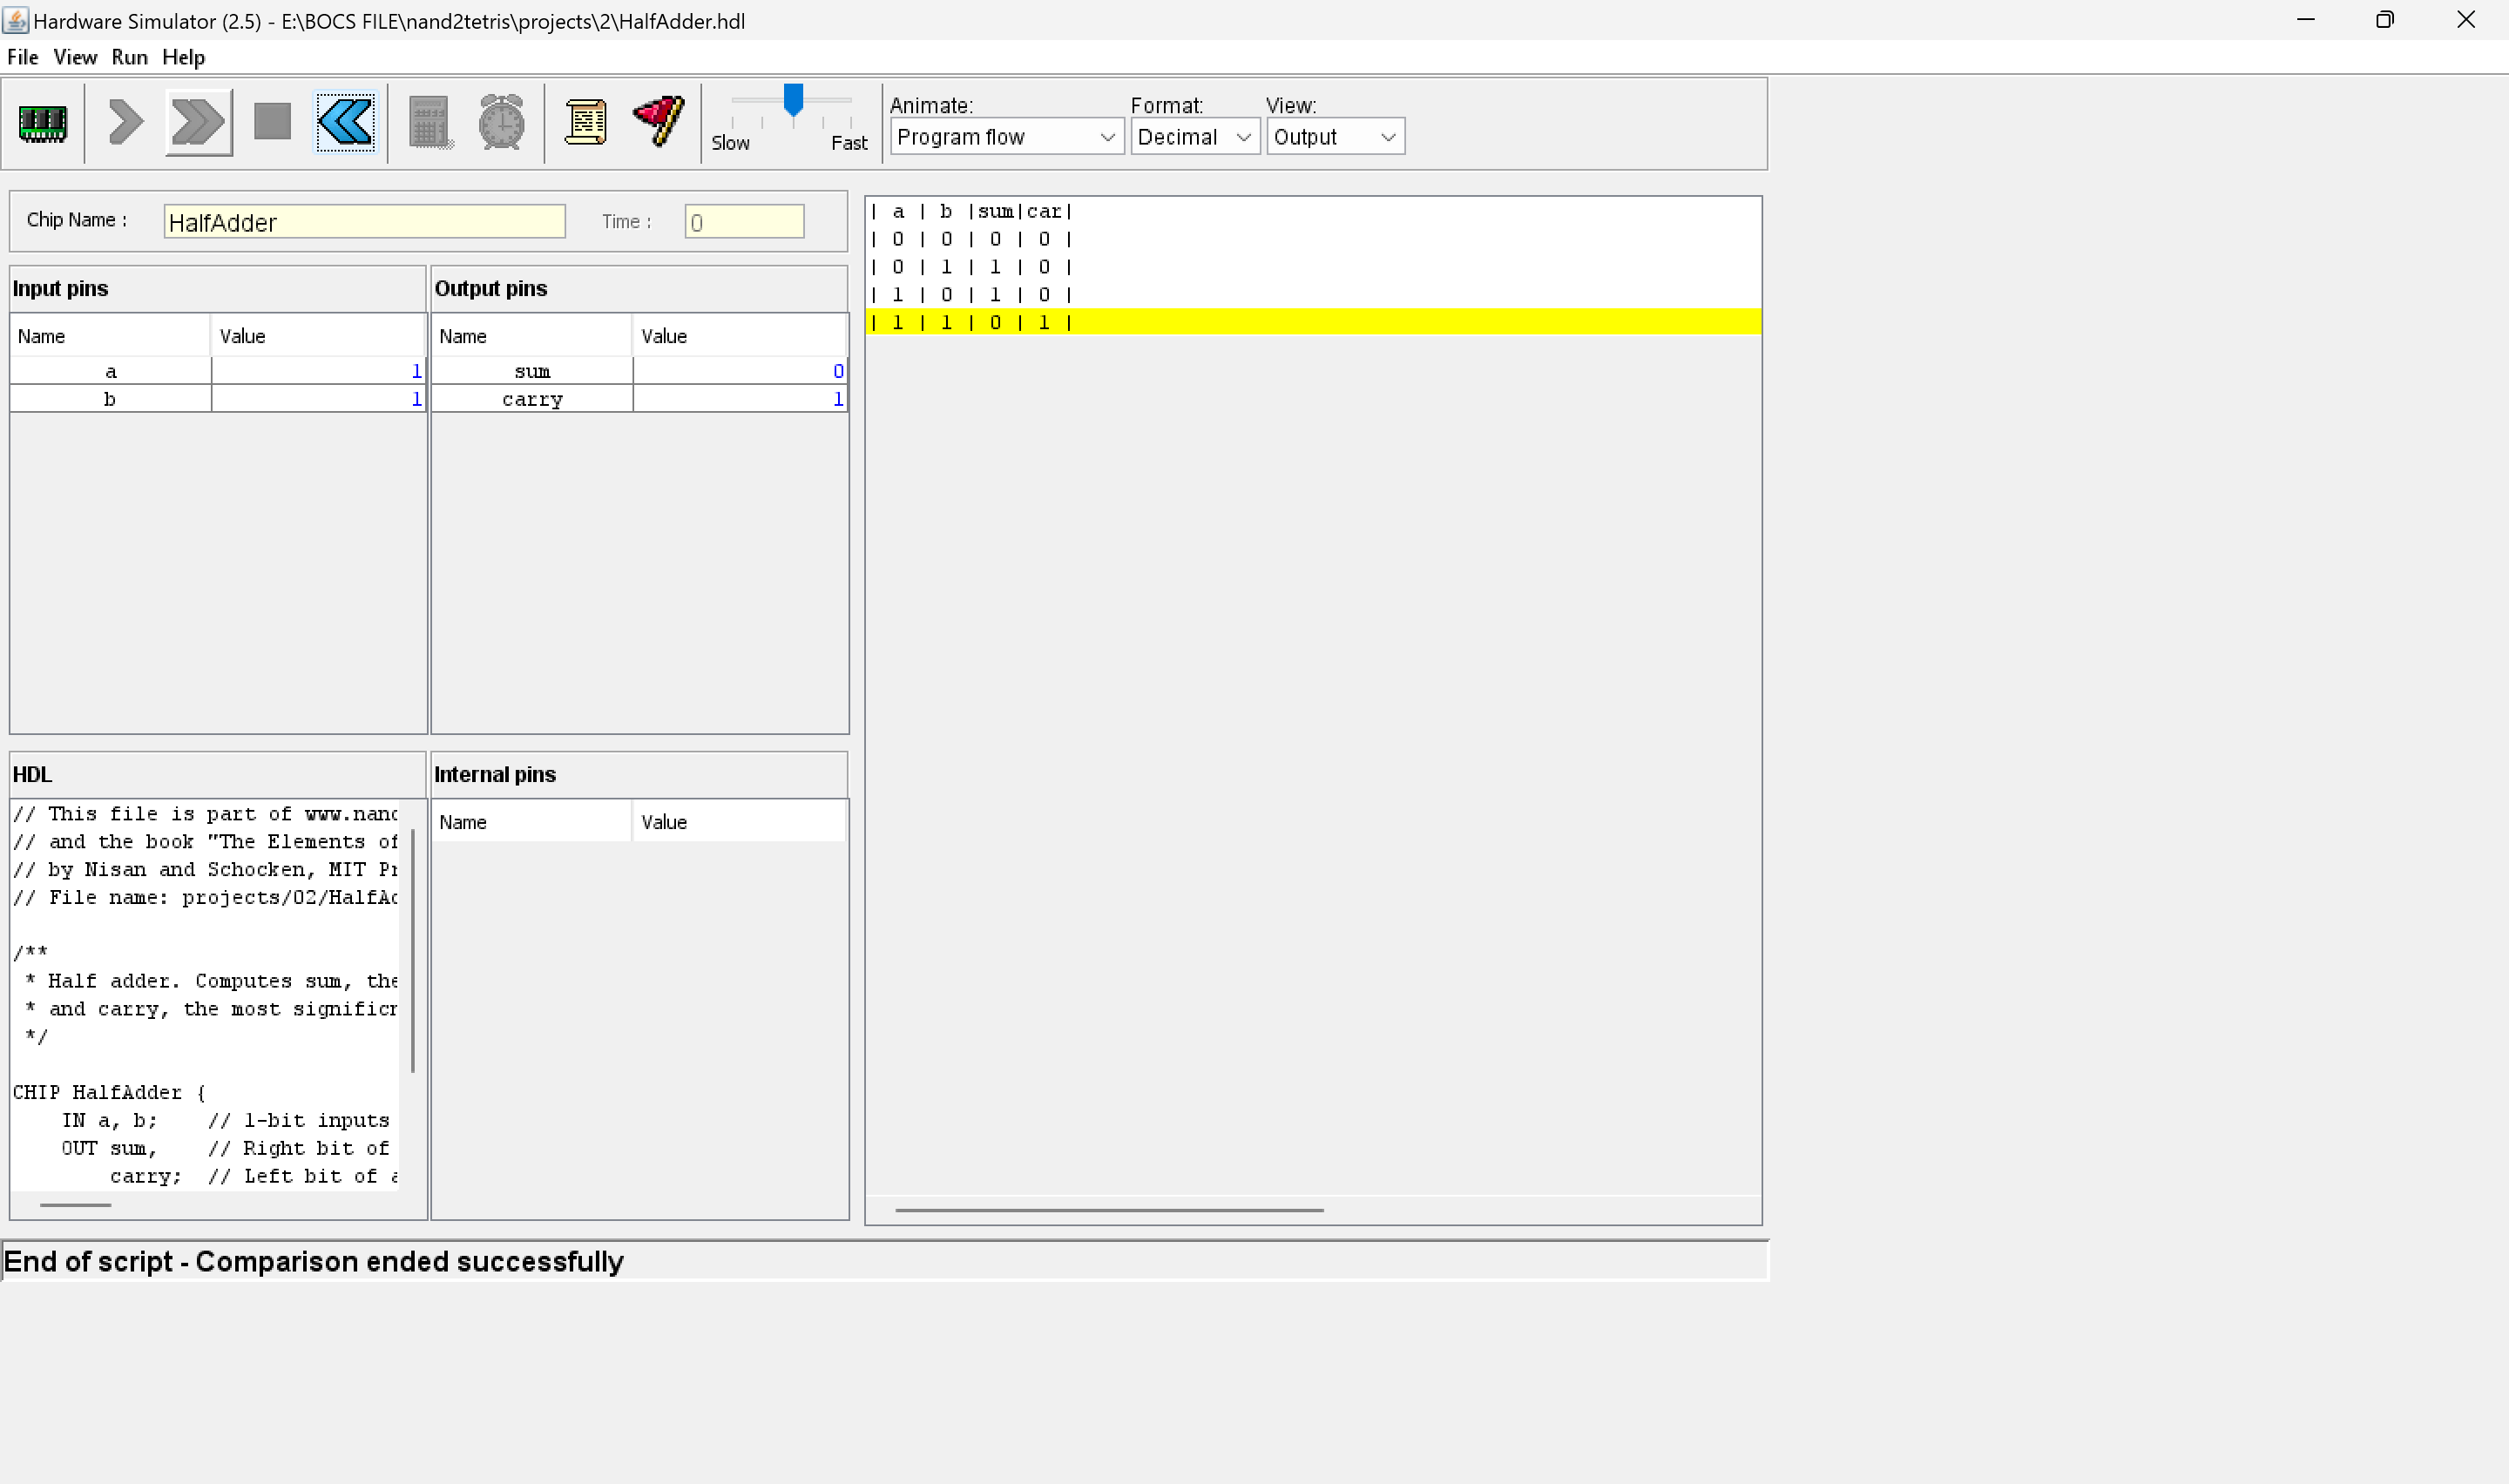 Hardware Simulator (2.5) - E:\BOCS FILE\nand2tetris\projects\2\HalfAdder.hdl
File View Run Help
Slow Fast
Animate: Format: View:
Program flow Decimal Output
Chip Name : HalfAdder Time : 0
Input pins
Name Value
a 1
b 1
Output pins
Name Value
sum 0
carry 1
HDL
// This file is part of www.nand
// and the book "The Elements of
// by Nisan and Schocken, MIT Pr
// File name: projects/02/HalfAd
/**
* Half adder. Computes sum, the
* and carry, the most significn
*/
CHIP HalfAdder {
IN a, b; // 1-bit inputs
OUT sum, // Right bit of
carry; // Left bit of a
Internal pins
Name Value
| a | b |sum|car|
| 0 | 0 | 0 | 0 |
| 0 | 1 | 1 | 0 |
| 1 | 0 | 1 | 0 |
| 1 | 1 | 0 | 1 |
End of script - Comparison ended successfully